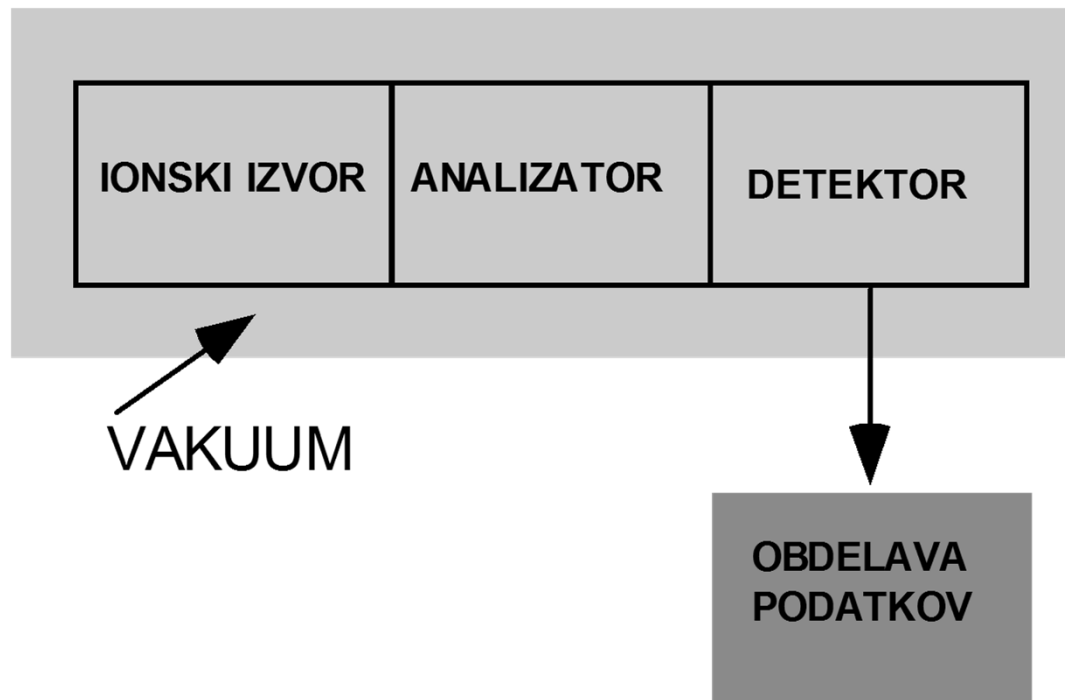 IONSKI IZVOR
ANALIZATOR
DETEKTOR
VAKUUM
OBDELAVA
PODATKOV